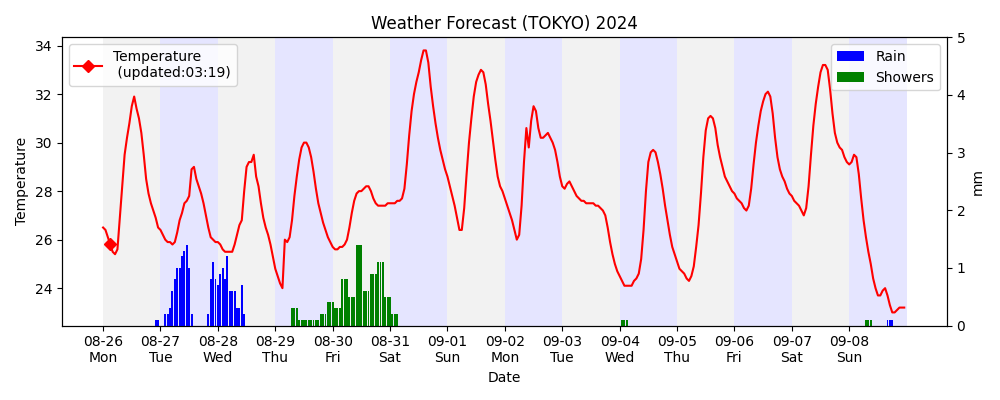 Weather Forecast (TOKYO) 2024
Temperature
(updated:03:19)
Rain
Showers
34
32
30
28
26
24
Temperature
5
4
3
2
1
0
mm
08-26 08-27 08-28 08-29 08-30 08-31 09-01 09-02 09-03 09-04 09-05 09-06 09-07 09-08
Mon Tue Wed Thu Fri Sat Sun Mon Tue Wed Thu Fri Sat Sun
Date